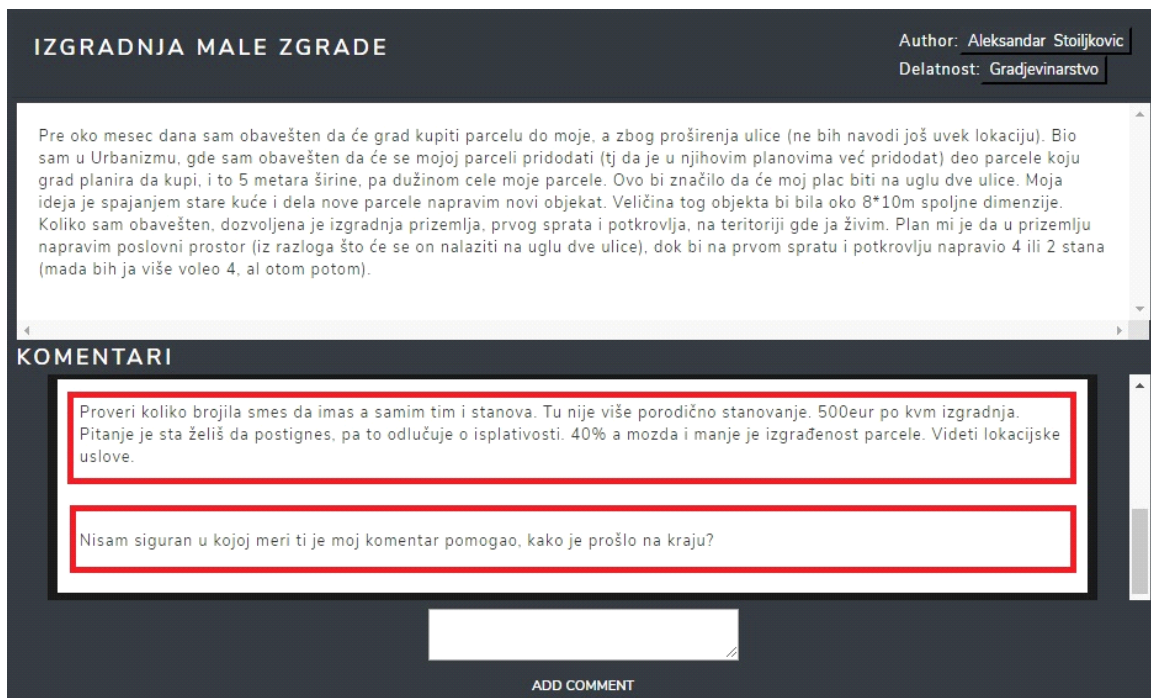 IZGRADNJA MALE ZGRADE
Author: Aleksandar Stoiljkovic
Delatnost: Gradjevinarstvo
Pre oko mesec dana sam obavešten da će grad kupiti parcelu do moje, a zbog proširenja ulice (ne bih navodi još uvek lokaciju). Bio
sam u Urbanizmu, gde sam obavešten da će se mojoj parceli pridodati (tj da je u njihovim planovima već pridodat) deo parcele koju
grad planira da kupi, i to 5 metara širine, pa dužinom cele moje parcele. Ovo bi značilo da će moj plac biti na uglu dve ulice. Moja
ideja je spajanjem stare kuće i dela nove parcele napravim novi objekat. Veličina tog objekta bi bila oko 8*10m spoljne dimenzije.
Koliko sam obavešten, dozvoljena je izgradnja prizemlja, prvog sprata i potkrovlja, na teritoriji gde ja živim. Plan mi je da u prizemlju
napravim poslovni prostor (iz razloga što će se on nalaziti na uglu dve ulice), dok bi na prvom spratu i potkrovlju napravio 4 ili 2 stana
(mada bih ja više voleo 4, al otom potom).
KOMENTARI
Proveri koliko brojila smes da imas a samim tim i stanova. Tu nije više porodično stanovanje. 500eur po kvm izgradnja.
Pitanje je sta želiš da postignes, pa to odlučuje o isplativosti. 40% a mozda i manje je izgrađenost parcele. Videti lokacijske
uslove.
Nisam siguran u kojoj meri ti je moj komentar pomogao, kako je prošlo na kraju?
ADD COMMENT